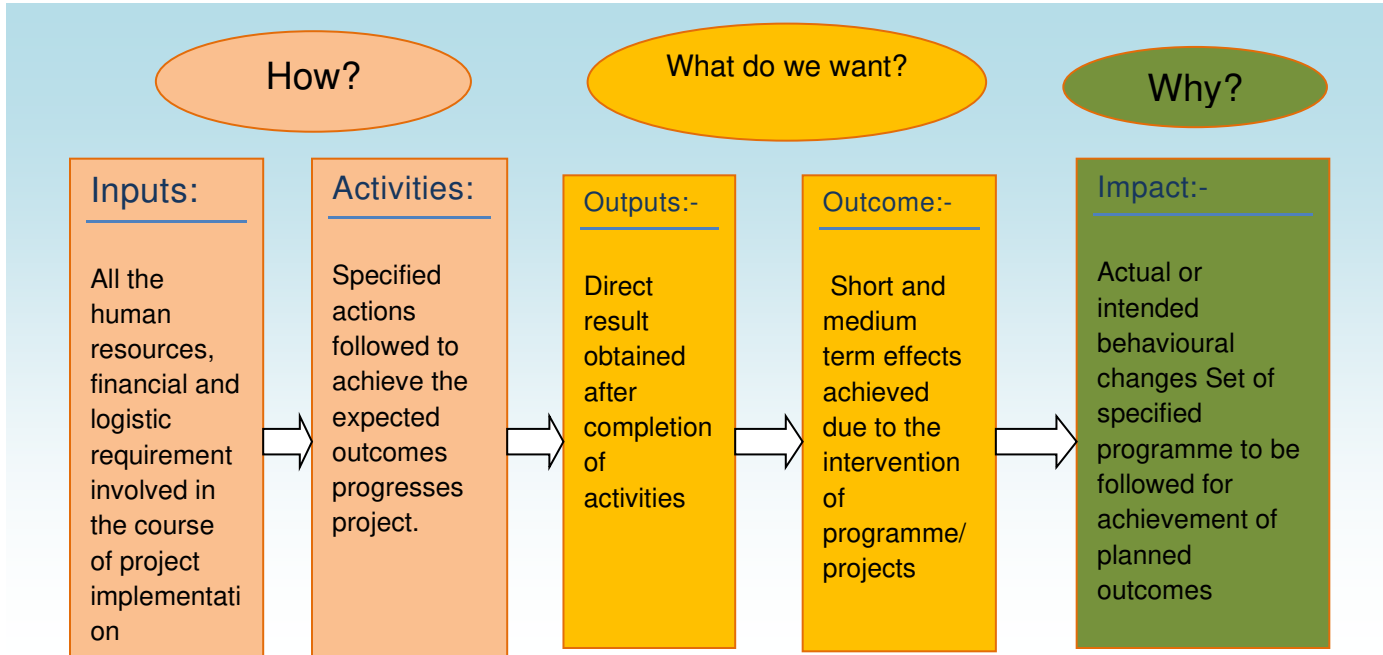 How?
What do we want?
Why?
Inputs:
All the
human
resources,
financial and
logistic
requirement
involved in
the course
of project
implementati
on
Activities:
Specified
actions
followed to
achieve the
expected
outcomes
progresses
project.
Outputs:-
Direct
result
obtained
after
completion
of
activities
Outcome:-
Short and
medium
term effects
achieved
due to the
intervention
of
programme/
projects
Impact:-
Actual or
intended
behavioural
changes Set of
specified
programme to be
followed for
achievement of
planned
outcomes